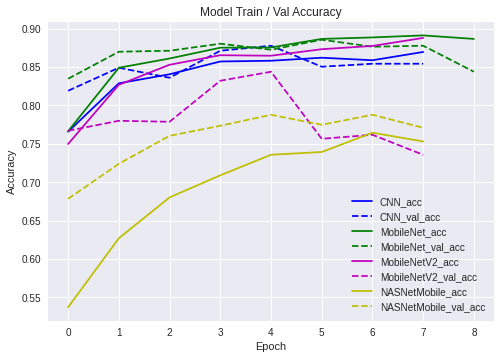 Model Train / Val Accuracy
0.90
0.85
0.80
0.75
0.70
0.65
0.60
0.55
Accuracy
CNN_acc
CNN_val_acc
MobileNet_acc
MobileNet_val_acc
MobileNetV2_acc
MobileNetV2_val_acc
NASNetMobile_acc
NASNetMobile_val_acc
0 1 2 3 4 5 6 7 8
Epoch